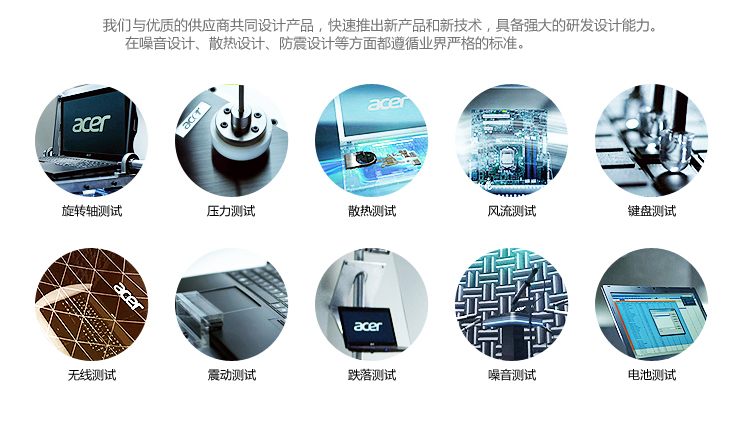 我们与优质的供应商共同设计产品，快速推出新产品和新技术，具备强大的研发设计能力。
在噪音设计、散热设计、防震设计等方面都遵循业界严格的标准。
acer
acer
acer
旋转轴测试
压力测试
散热测试
风流测试
键盘测试
acer
acer
无线测试
震动测试
跌落测试
噪音测试
电池测试